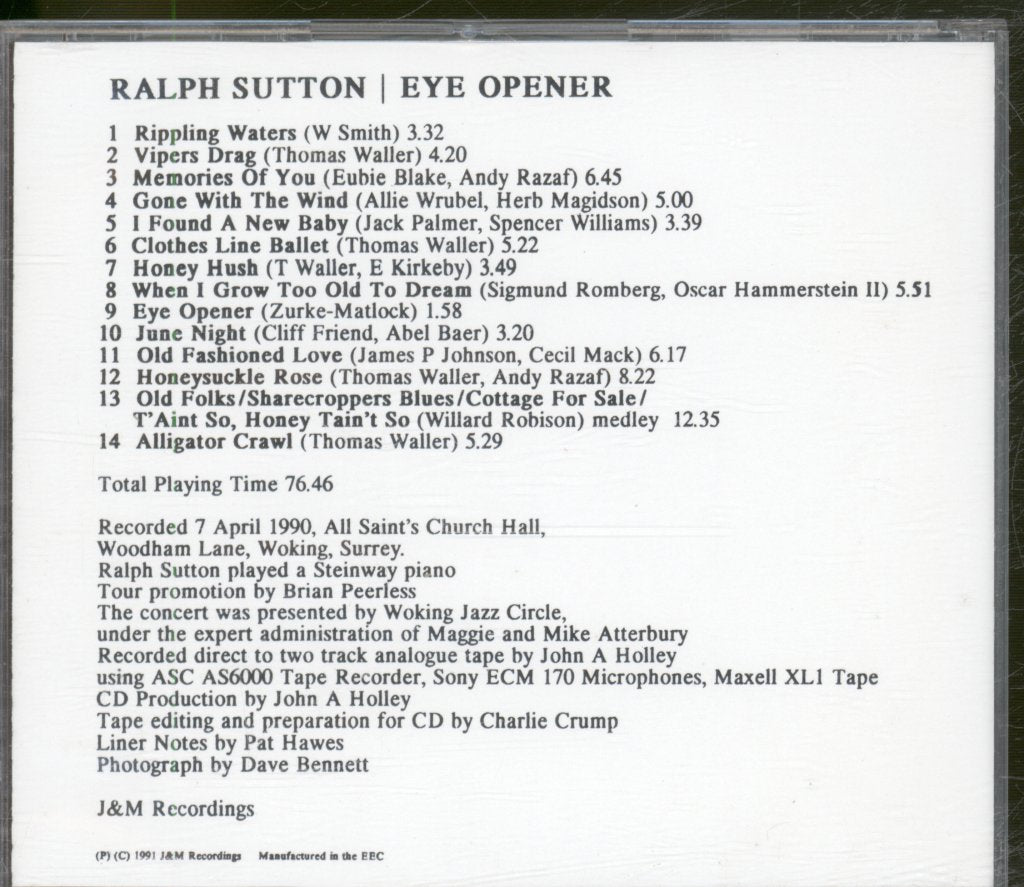 RALPH SUTTON | EYE OPENER
1 Rippling Waters (W Smith) 3.32
2 Vipers Drag (Thomas Waller) 4.20
3 Memories Of You (Eubie Blake, Andy Razaf) 6.45
4 Gone With The Wind (Allie Wrubel, Herb Magidson) 5.00
5 I Found A New Baby (Jack Palmer, Spencer Williams) 3.39
6 Clothes Line Ballet (Thomas Waller) 5.22
7 Honey Hush (T Waller, E Kirkeby) 3.49
8 When I Grow Too Old To Dream (Sigmund Romberg, Oscar Hammerstein II) 5.51
9 Eye Opener (Zurke-Matlock) 1.58
10 June Night (Cliff Friend, Abel Baer) 3.20
11 Old Fashioned Love (James P Johnson, Cecil Mack) 6.17
12 Honeysuckle Rose (Thomas Waller, Andy Razaf) 8.22
13 Old Folks/Sharecroppers Blues/Cottage For Sale/
T'Aint So, Honey Tain't So (Willard Robison) medley 12.35
14 Alligator Crawl (Thomas Waller) 5.29
Total Playing Time 76.46
Recorded 7 April 1990, All Saint's Church Hall,
Woodham Lane, Woking, Surrey.
Ralph Sutton played a Steinway piano
Tour promotion by Brian Peerless
The concert was presented by Woking Jazz Circle,
under the expert administration of Maggie and Mike Atterbury
Recorded direct to two track analogue tape by John A Holley
using ASC AS6000 Tape Recorder, Sony ECM 170 Microphones, Maxell XL1 Tape
CD Production by John A Holley
Tape editing and preparation for CD by Charlie Crump
Liner Notes by Pat Hawes
Photograph by Dave Bennett
J&M Recordings
(P) (C) 1991 J&M Recordings Manufactured in the EEC